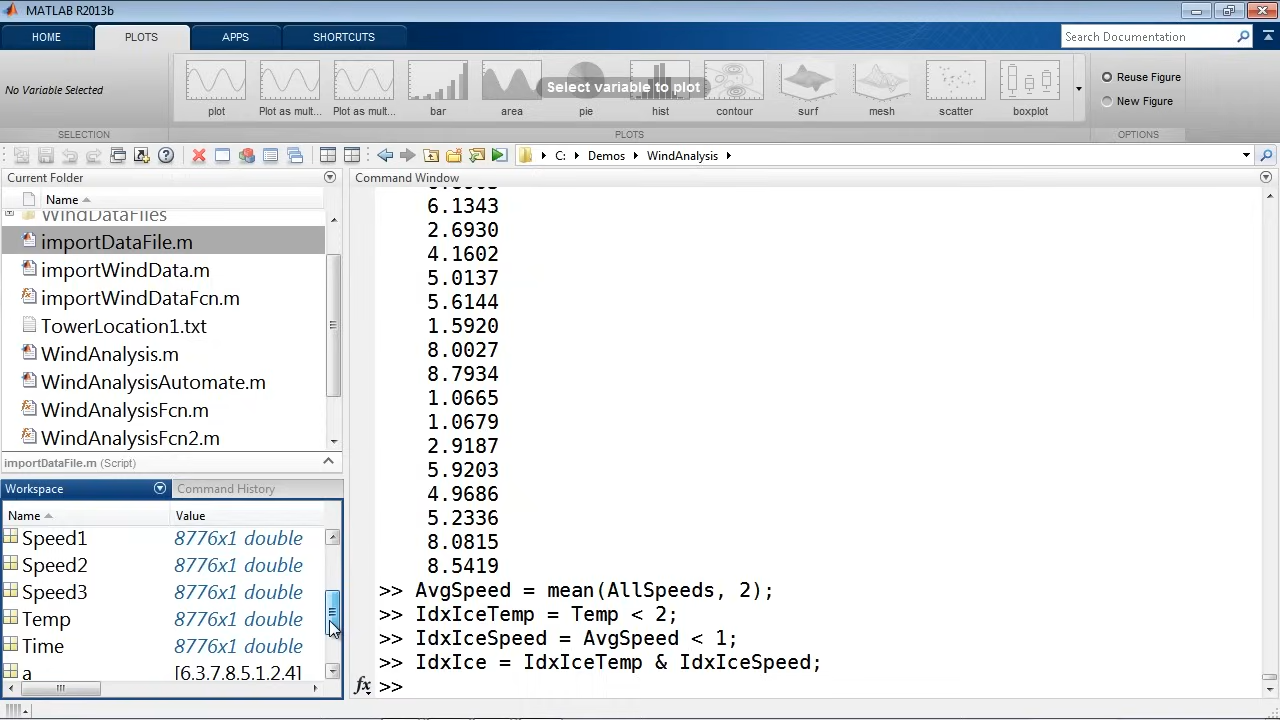 MATLAB R2013b
HOME
PLOTS
APPS
SHORTCUTS
Search Documentation
No Variable Selected
plot
Plot as mult...
Plot as mult...
bar
area
pie
hist
contour
surf
mesh
scatter
boxplot
Select variable to plot
Reuse Figure
New Figure
SELECTION
PLOTS
OPTIONS
C:
Demos
WindAnalysis
Current Folder
Name
WindDataFiles
importDataFile.m
importWindData.m
importWindDataFcn.m
TowerLocation1.txt
WindAnalysis.m
WindAnalysisAutomate.m
WindAnalysisFcn.m
WindAnalysisFcn2.m
importDataFile.m (Script)
Workspace
Command History
Name
Value
Speed1 8776x1 double
Speed2 8776x1 double
Speed3 8776x1 double
Temp 8776x1 double
Time 8776x1 double
a [6,3,7,8,5,1,2,4]
Command Window
6.1343
2.6930
4.1602
5.0137
5.6144
1.5920
8.0027
8.7934
1.0665
1.0679
2.9187
5.9203
4.9686
5.2336
8.0815
8.5419
>> AvgSpeed = mean(AllSpeeds, 2);
>> IdxIceTemp = Temp < 2;
>> IdxIceSpeed = AvgSpeed < 1;
>> IdxIce = IdxIceTemp & IdxIceSpeed;
fx >>